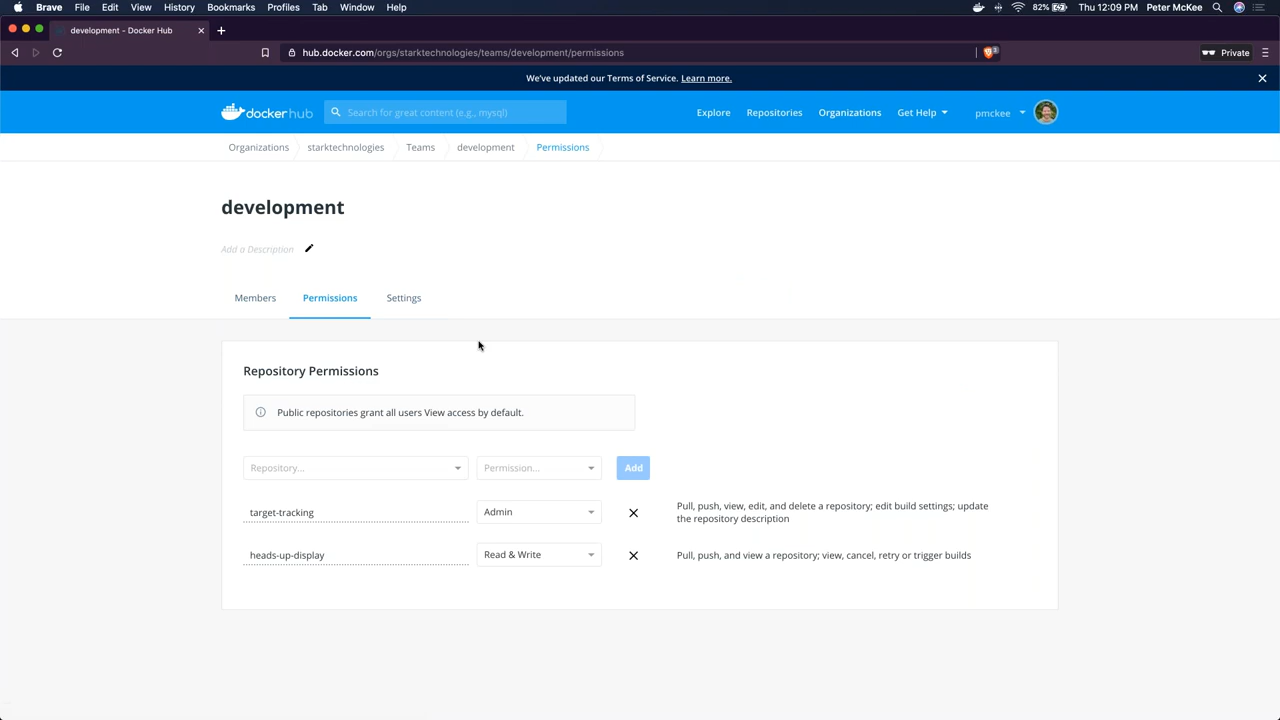 Brave File Edit View History Bookmarks Profiles Tab Window Help 82% Thu 12:09 PM Peter McKee
development - Docker Hub
hub.docker.com/orgs/starktechnologies/teams/development/permissions 3 Private
We've updated our Terms of Service. Learn more.
dockerhub Search for great content (e.g., mysql) Explore Repositories Organizations Get Help pmckee
Organizations starktechnologies Teams development Permissions
development
Add a Description
Members Permissions Settings
Repository Permissions
Public repositories grant all users View access by default.
Repository... Permission... Add
target-tracking Admin Pull, push, view, edit, and delete a repository; edit build settings; update
the repository description
heads-up-display Read & Write Pull, push, and view a repository; view, cancel, retry or trigger builds